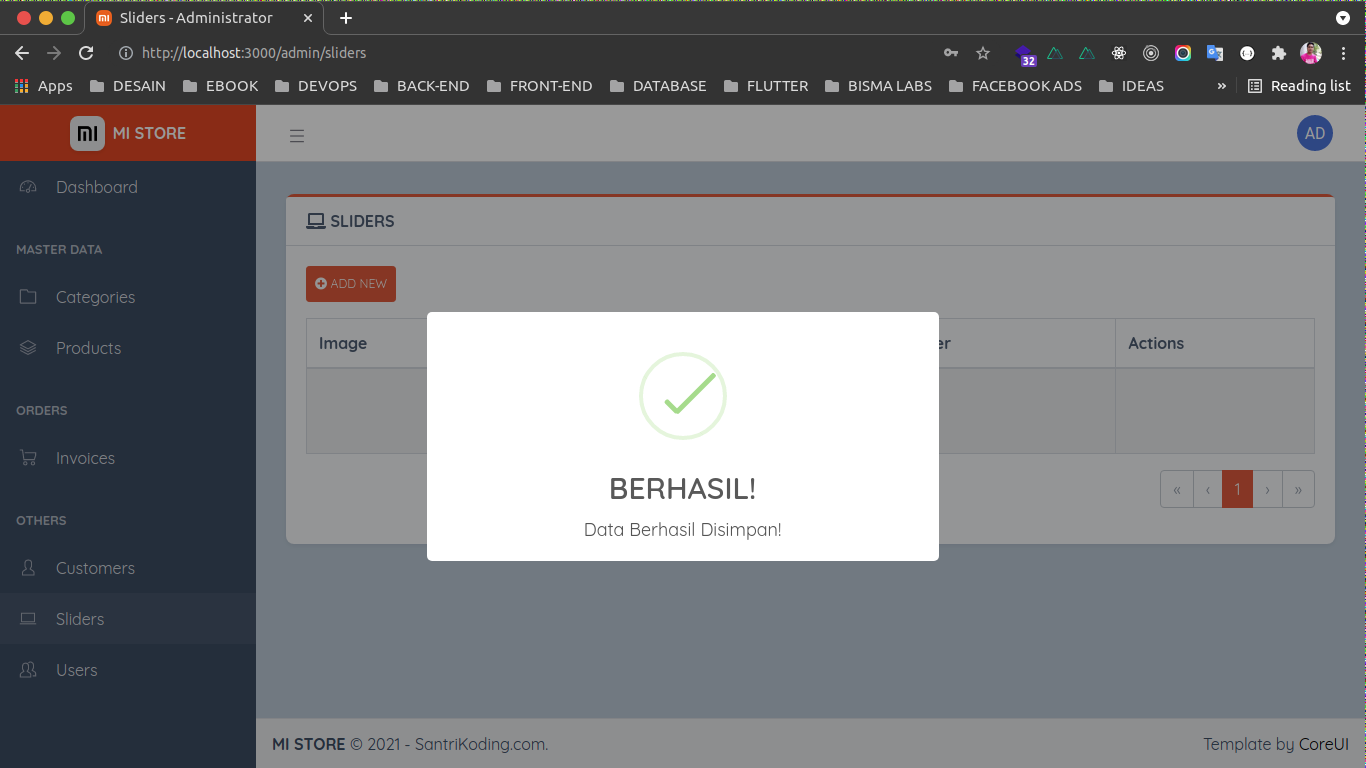 Sliders - Administrator
http://localhost:3000/admin/sliders
32
Apps DESAIN EBOOK DEVOPS BACK-END FRONT-END DATABASE FLUTTER BISMA LABS FACEBOOK ADS IDEAS » Reading list
MI STORE
AD
Dashboard
MASTER DATA
Categories
Products
ORDERS
Invoices
OTHERS
Customers
Sliders
Users
SLIDERS
ADD NEW
Image er Actions
BERHASIL!
Data Berhasil Disimpan!
« ‹ 1 › »
MI STORE © 2021 - SantriKoding.com.
Template by CoreUI